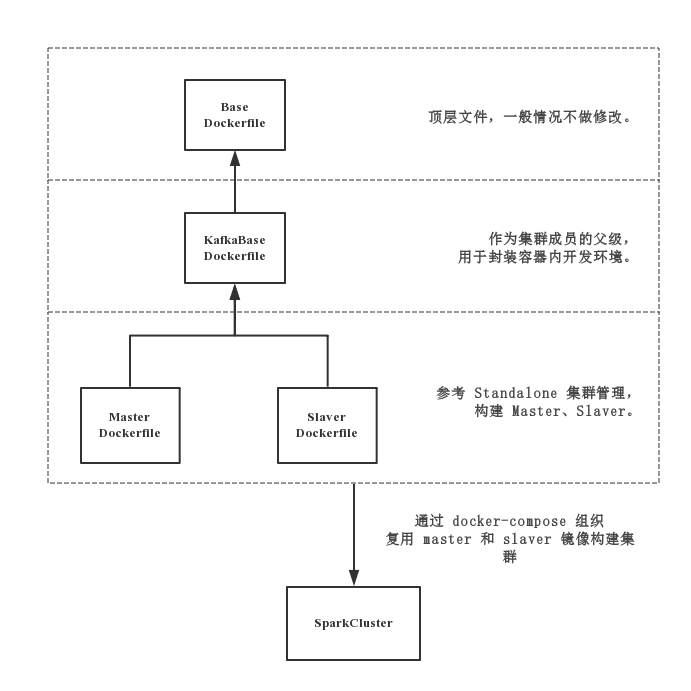 Base
Dockerfile
顶层文件，一般情况不做修改。
KafkaBase
Dockerfile
作为集群成员的父级，
用于封装容器内开发环境。
Master
Dockerfile
Slaver
Dockerfile
参考 Standalone 集群管理，
构建 Master、Slaver。
通过 docker-compose 组织
复用 master 和 slaver 镜像构建集
群
SparkCluster